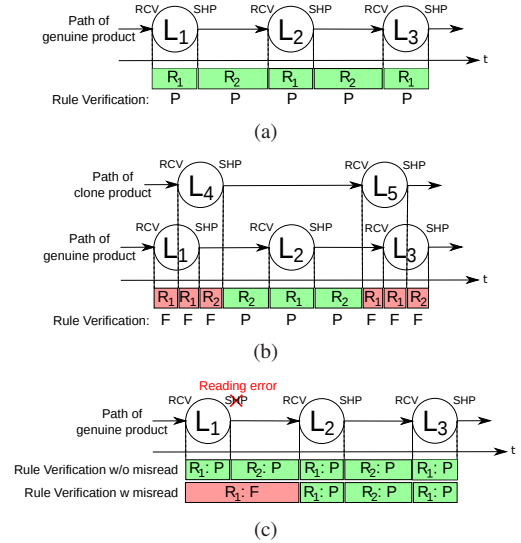 RCV SHP RCV SHP RCV SHP
Path of
genuine product
L1 L2 L3
t
R1 R2 R1 R2 R1
Rule Verification: P P P P P
(a)
Path of
clone product
RCV SHP RCV SHP
L4 L5
Path of
genuine product
RCV SHP RCV SHP RCV SHP
L1 L2 L3
t
R1 R1 R2 R2 R1 R2 R1 R1 R2
Rule Verification: F F F P P P F F F
(b)
Reading error
RCV SHP RCV SHP RCV SHP
Path of
genuine product
L1 L2 L3
t
Rule Verification w/o misread R1: P R2: P R1: P R2: P R1: P
Rule Verification w misread R1: F R1: P R2: P R1: P
(c)